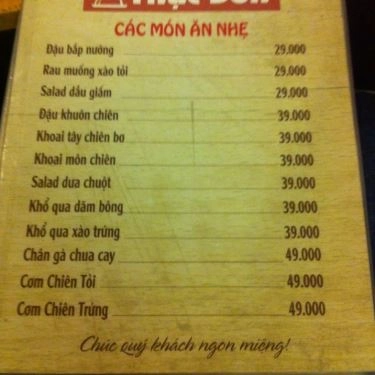 Thực Đơn
CÁC MÓN ĂN NHẸ
Đậu bắp nướng 29.000
Rau muống xào tỏi 29.000
Salad dầu giấm 29.000
Đậu khuôn chiên 39.000
Khoai tây chiên bơ 39.000
Khoai môn chiên 39.000
Salad dưa chuột 39.000
Khổ qua dăm bông 39.000
Khổ qua xào trứng 39.000
Chân gà chua cay 49.000
Cơm Chiên Tỏi 49.000
Cơm Chiên Trứng 49.000
Chúc quý khách ngon miệng!